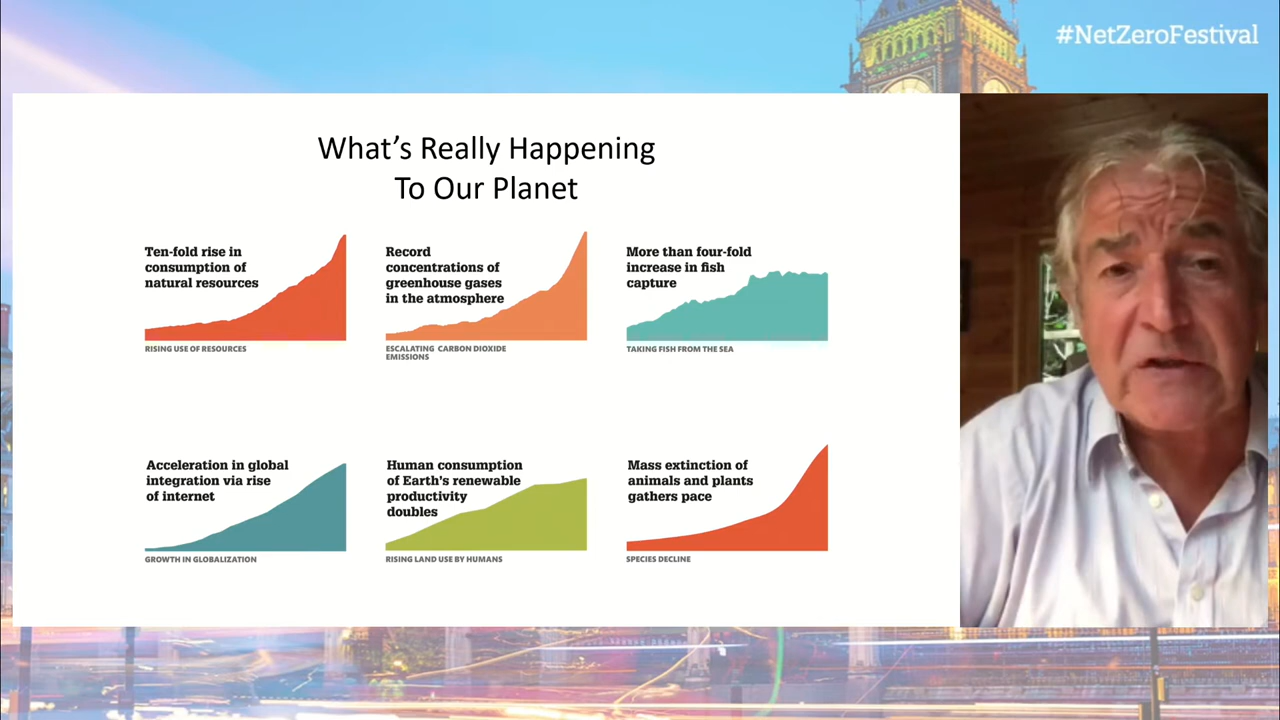 #NetZeroFestival
What's Really Happening
To Our Planet
Ten-fold rise in
consumption of
natural resources
RISING USE OF RESOURCES
Record
concentrations of
greenhouse gases
in the atmosphere
ESCALATING CARBON DIOXIDE
EMISSIONS
More than four-fold
increase in fish
capture
TAKING FISH FROM THE SEA
Acceleration in global
integration via rise
of internet
GROWTH IN GLOBALIZATION
Human consumption
of Earth's renewable
productivity
doubles
RISING LAND USE BY HUMANS
Mass extinction of
animals and plants
gathers pace
SPECIES DECLINE